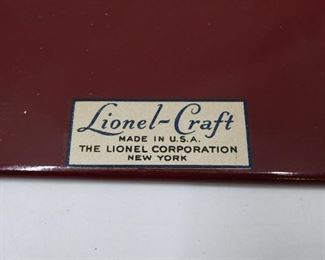 Lionel-Craft
MADE IN U.S.A.
THE LIONEL CORPORATION
NEW YORK